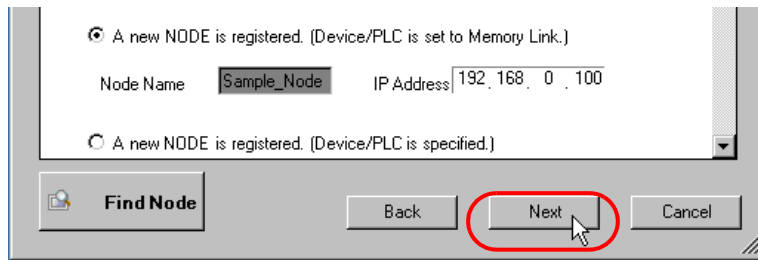 A new NODE is registered. (Device/PLC is set to Memory Link.)
Node Name Sample_Node IP Address 192. 168. 0 . 100
A new NODE is registered. (Device/PLC is specified.)
Find Node Back Next Cancel